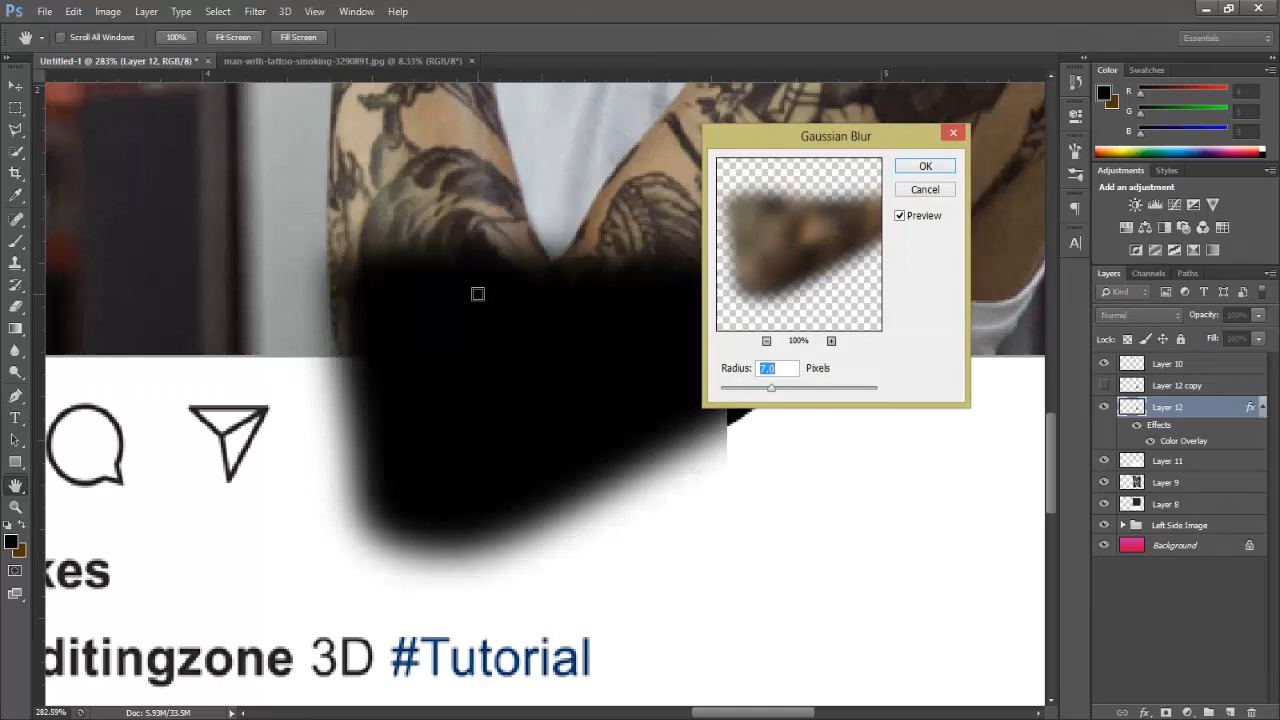 Ps File Edit Image Layer Type Select Filter 3D View Window Help
Scroll All Windows 100% Fit Screen Fill Screen Essentials
Untitled-1 @ 283% (Layer 12, RGB/8) * × man-with-tattoo-smoking-3290891.jpg @ 8.33% (RGB/8*) ×
4 5
2
Color Swatches
R
G
B
Gaussian Blur
OK
Cancel
Preview
100%
Radius: 7.0 Pixels
Adjustments Styles
Add an adjustment
Layers Channels Paths
Kind
Normal Opacity: 100%
Lock: Fill: 100%
Layer 10
Layer 12 copy
Layer 12 fx
Effects
Color Overlay
Layer 11
Layer 9
Layer 8
Left Side Image
Background
kes
ditingzone 3D #Tutorial
282.59% Doc: 5.93M/33.5M